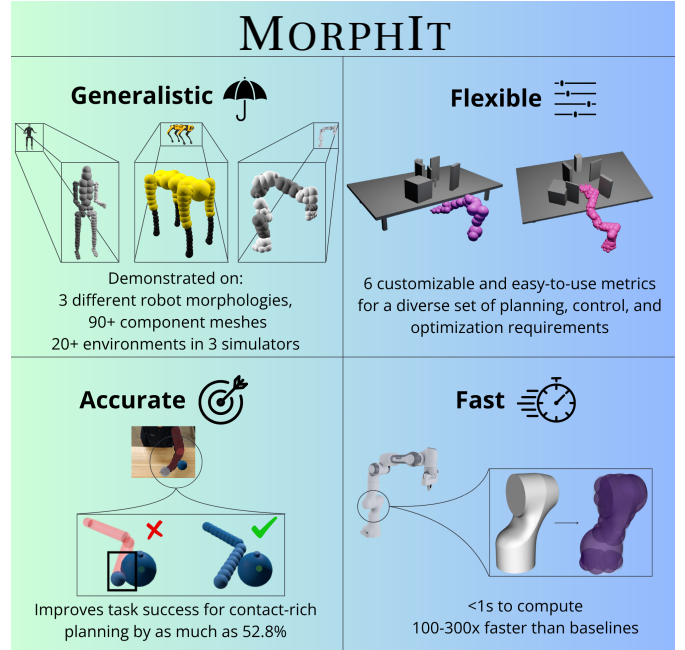 MORPHIT
Generalistic
Flexible
Demonstrated on:
3 different robot morphologies,
90+ component meshes
20+ environments in 3 simulators
6 customizable and easy-to-use metrics
for a diverse set of planning, control, and
optimization requirements
Accurate
Fast
Improves task success for contact-rich
planning by as much as 52.8%
<1s to compute
100-300x faster than baselines